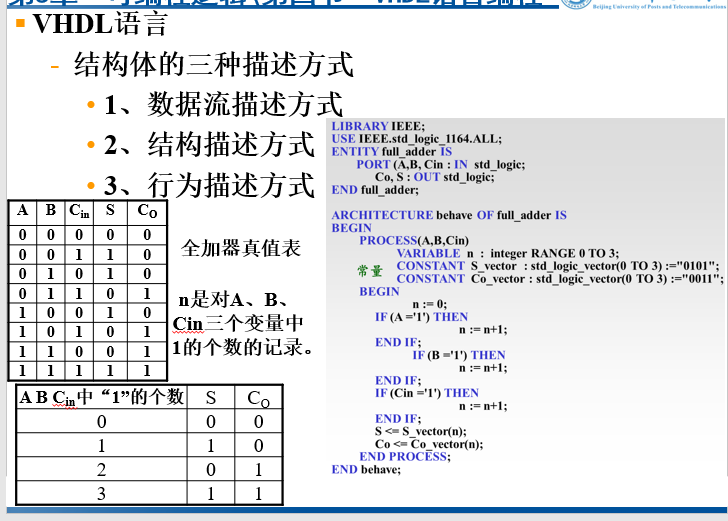 Beijing University of Posts and Telecommunications
VHDL语言
- 结构体的三种描述方式
• 1、数据流描述方式
• 2、结构描述方式
• 3、行为描述方式
A B Cin S CO
0 0 0 0 0
0 0 1 1 0
0 1 0 1 0
0 1 1 0 1
1 0 0 1 0
1 0 1 0 1
1 1 0 0 1
1 1 1 1 1
全加器真值表
n是对A、B、
Cin三个变量中
1的个数的记录。
A B Cin中“1”的个数 S CO
0 0 0
1 1 0
2 0 1
3 1 1
LIBRARY IEEE;
USE IEEE.std_logic_1164.ALL;
ENTITY full_adder IS
PORT (A,B, Cin : IN std_logic;
Co, S : OUT std_logic;
END full_adder;
ARCHITECTURE behave OF full_adder IS
BEGIN
PROCESS(A,B,Cin)
VARIABLE n : integer RANGE 0 TO 3;
常量 CONSTANT S_vector : std_logic_vector(0 TO 3) :="0101";
CONSTANT Co_vector : std_logic_vector(0 TO 3) :="0011";
BEGIN
n := 0;
IF (A ='1') THEN
n := n+1;
END IF;
IF (B ='1') THEN
n := n+1;
END IF;
IF (Cin ='1') THEN
n := n+1;
END IF;
S <= S_vector(n);
Co <= Co_vector(n);
END PROCESS;
END behave;